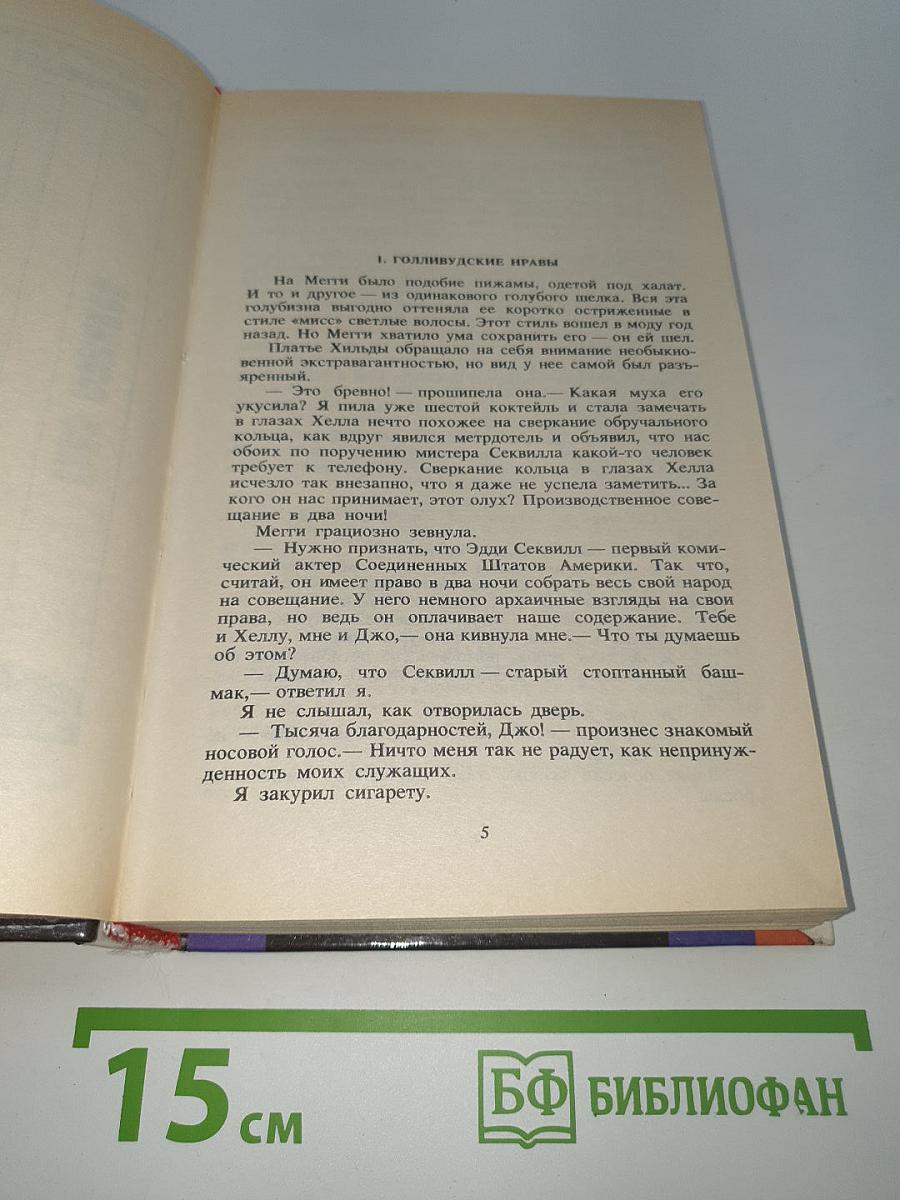 1. ГОЛЛИВУДСКИЕ НРАВЫ
На Мегги было подобие пижамы, одетой под халат.
И то и другое — из одинакового голубого шелка. Вся эта
голубизна выгодно оттеняла ее коротко остриженные в
стиле «мисс» светлые волосы. Этот стиль вошел в моду год
назад. Но Мегги хватило ума сохранить его — он ей шел.
Платье Хильды обращало на себя внимание необыкно-
венной экстравагантностью, но вид у нее самой был разъ-
яренный.
— Это бревно! — прошипела она.— Какая муха его
укусила? Я пила уже шестой коктейль и стала замечать
в глазах Хелла нечто похожее на сверкание обручального
кольца, как вдруг явился метрдотель и объявил, что нас
обоих по поручению мистера Секвилла какой-то человек
требует к телефону. Сверкание кольца в глазах Хелла
исчезло так внезапно, что я даже не успела заметить... За
кого он нас принимает, этот олух? Производственное сове-
щание в два ночи!
Мегги грациозно зевнула.
— Нужно признать, что Эдди Секвилл — первый коми-
ческий актер Соединенных Штатов Америки. Так что,
считай, он имеет право в два ночи собрать весь свой народ
на совещание. У него немного архаичные взгляды на свои
права, но ведь он оплачивает наше содержание. Тебе
и Хеллу, мне и Джо,— она кивнула мне.— Что ты думаешь
об этом?
— Думаю, что Секвилл — старый стоптанный баш-
мак,— ответил я.
Я не слышал, как отворилась дверь.
— Тысяча благодарностей, Джо! — произнес знакомый
носовой голос.— Ничто меня так не радует, как непринуж-
денность моих служащих.
Я закурил сигарету.
5
15 см
БФ БИБЛИОФАН